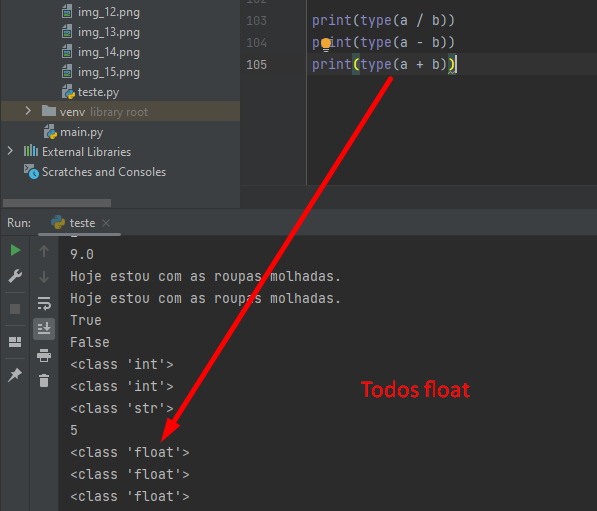 img_12.png
img_13.png
img_14.png
img_15.png
teste.py
venv library root
main.py
External Libraries
Scratches and Consoles
103 print(type(a / b))
104 print(type(a - b))
105 print(type(a + b))
Run: teste
9.0
Hoje estou com as roupas molhadas.
Hoje estou com as roupas molhadas.
True
False
<class 'int'>
<class 'int'>
<class 'str'>
5
<class 'float'>
<class 'float'>
<class 'float'>
Todos float